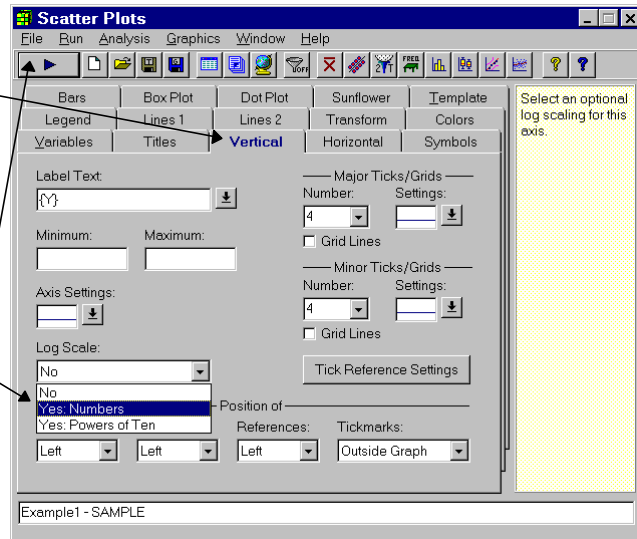 Scatter Plots
File Run Analysis Graphics Window Help
Bars Box Plot Dot Plot Sunflower Template
Legend Lines 1 Lines 2 Transform Colors
Variables Titles Vertical Horizontal Symbols
Label Text:
{Y}
Minimum: Maximum:
Axis Settings:
Log Scale:
No
No
Yes: Numbers
Yes: Powers of Ten
Major Ticks/Grids
Number: Settings:
4
Grid Lines
Minor Ticks/Grids
Number: Settings:
4
Grid Lines
Tick Reference Settings
Position of
References: Tickmarks:
Left Left Left Outside Graph
Select an optional
log scaling for this
axis.
Example1 - SAMPLE